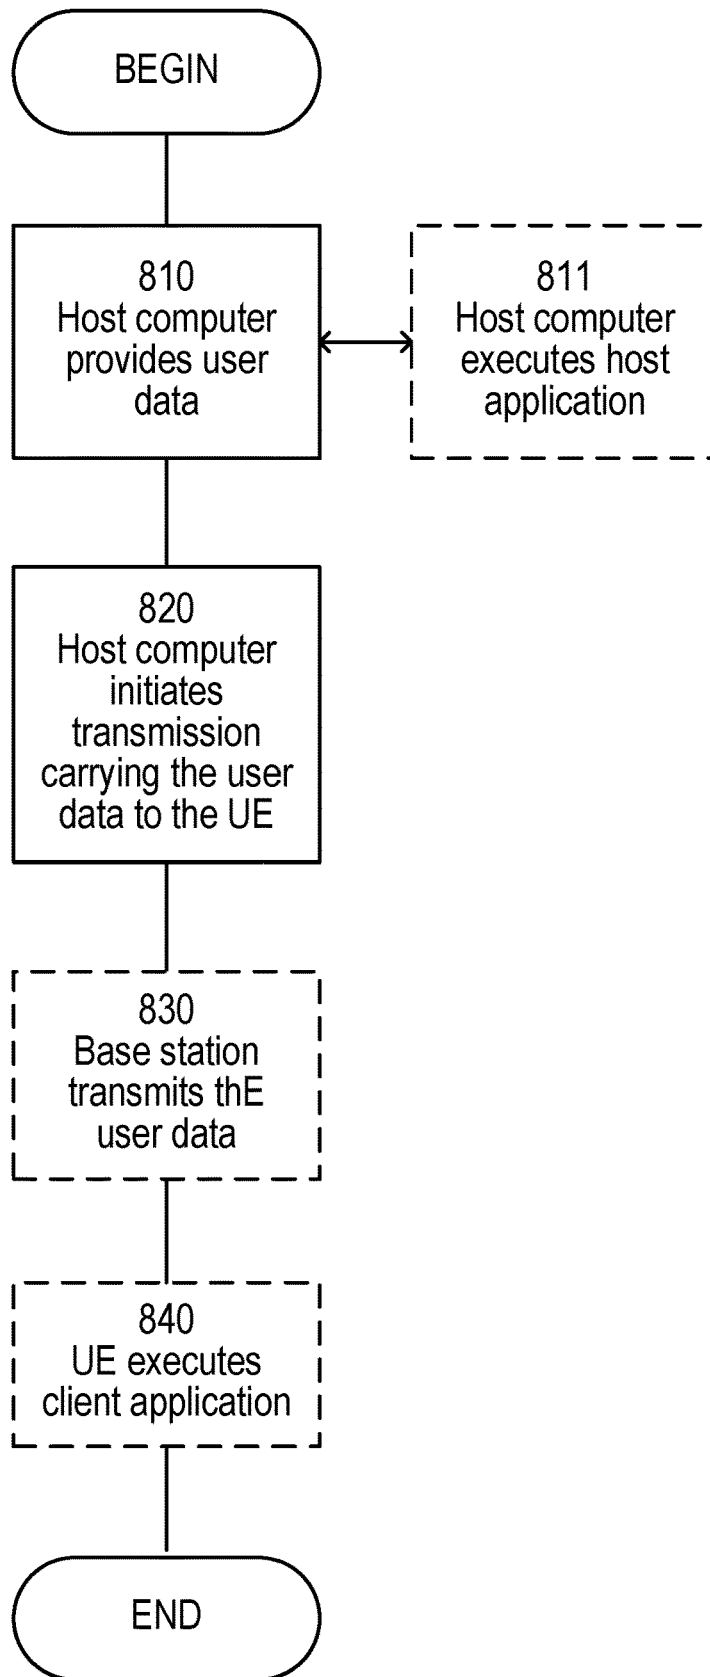 BEGIN
810
Host computer
provides user
data
811
Host computer
executes host
application
820
Host computer
initiates
transmission
carrying the user
data to the UE
830
Base station
transmits thE
user data
840
UE executes
client application
END